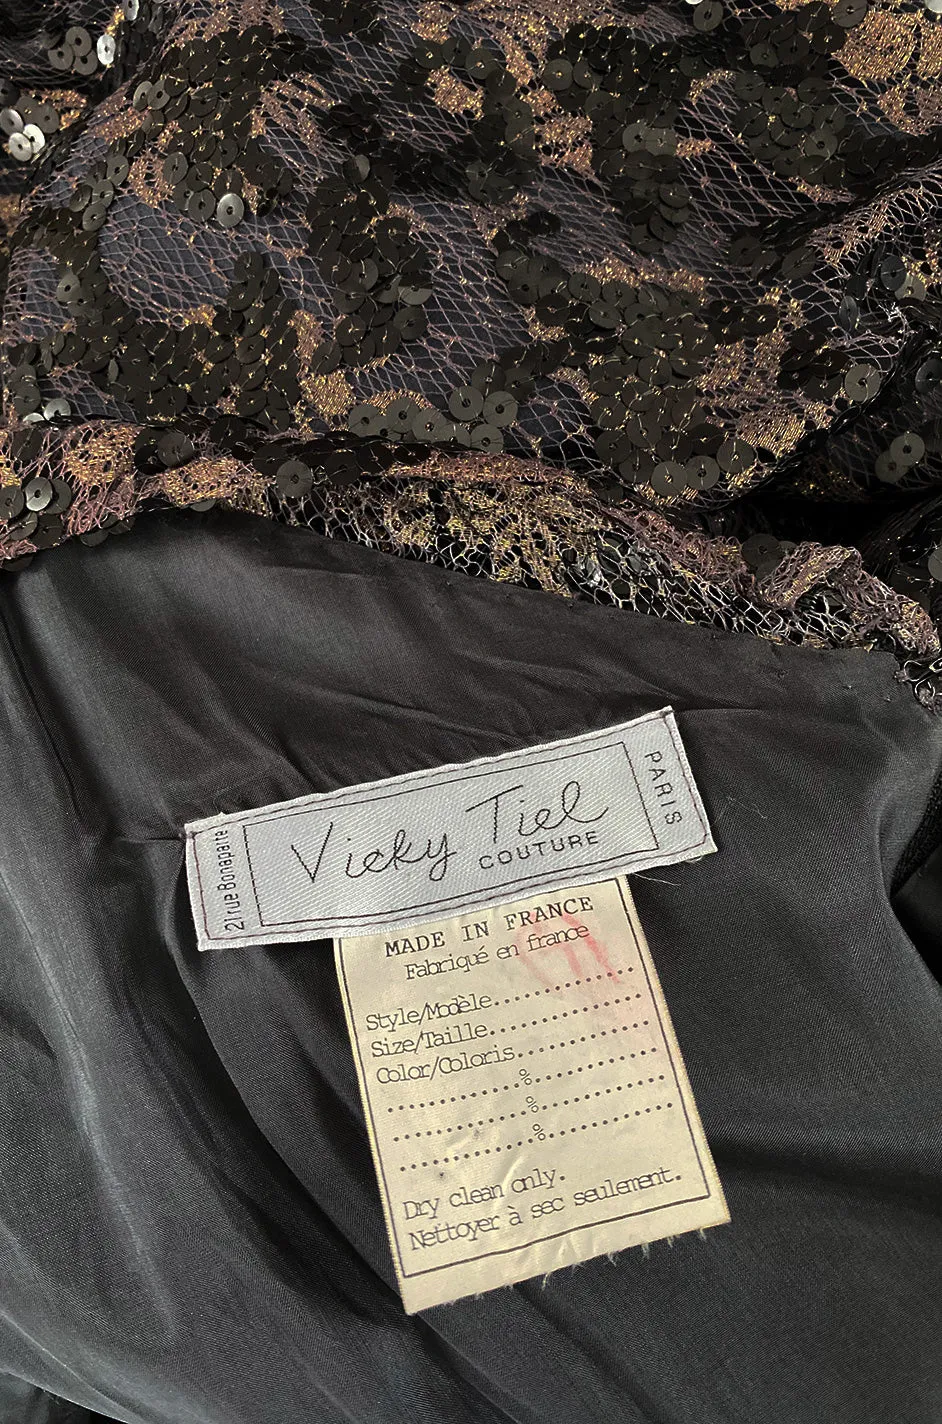 21 rue Bonaparte
Vicky Tiel
COUTURE
PARIS
MADE IN FRANCE
Fabriqué en france
Style/Modèle....................
Size/Taille.....................
Color/Coloris...................
....................%....................
....................%....................
....................%....................
Dry clean only.
Nettoyer à sec seulement.